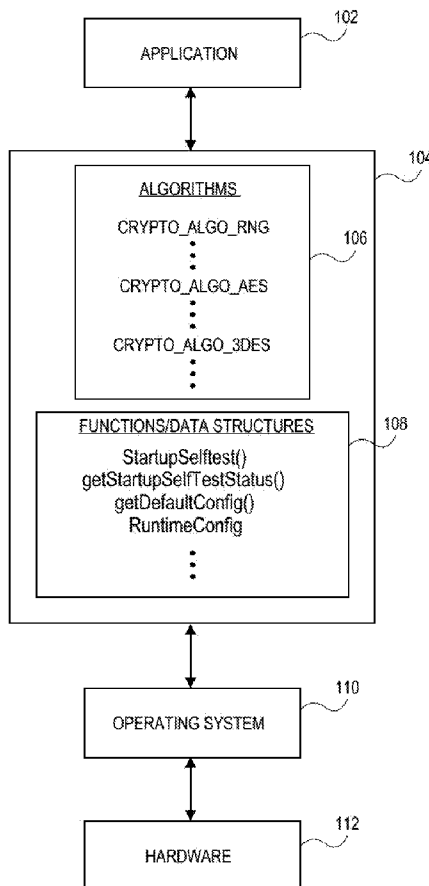 102
APPLICATION
104
ALGORITHMS
CRYPTO_ALGO_RNG
106
CRYPTO_ALGO_AES
CRYPTO_ALGO_3DES
FUNCTIONS/DATA STRUCTURES
108
StartupSelftest()
getStartupSelfTestStatus()
getDefaultConfig()
RuntimeConfig
110
OPERATING SYSTEM
112
HARDWARE